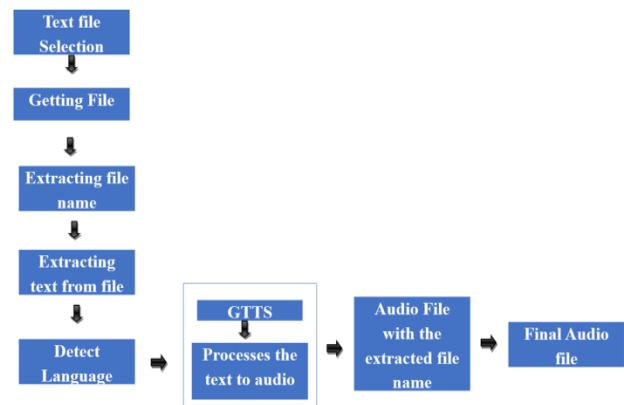 Text file
Selection
Getting File
Extracting file
name
Extracting
text from file
Detect
Language
GTTS
Processes the
text to audio
Audio File
with the
extracted file
name
Final Audio
file